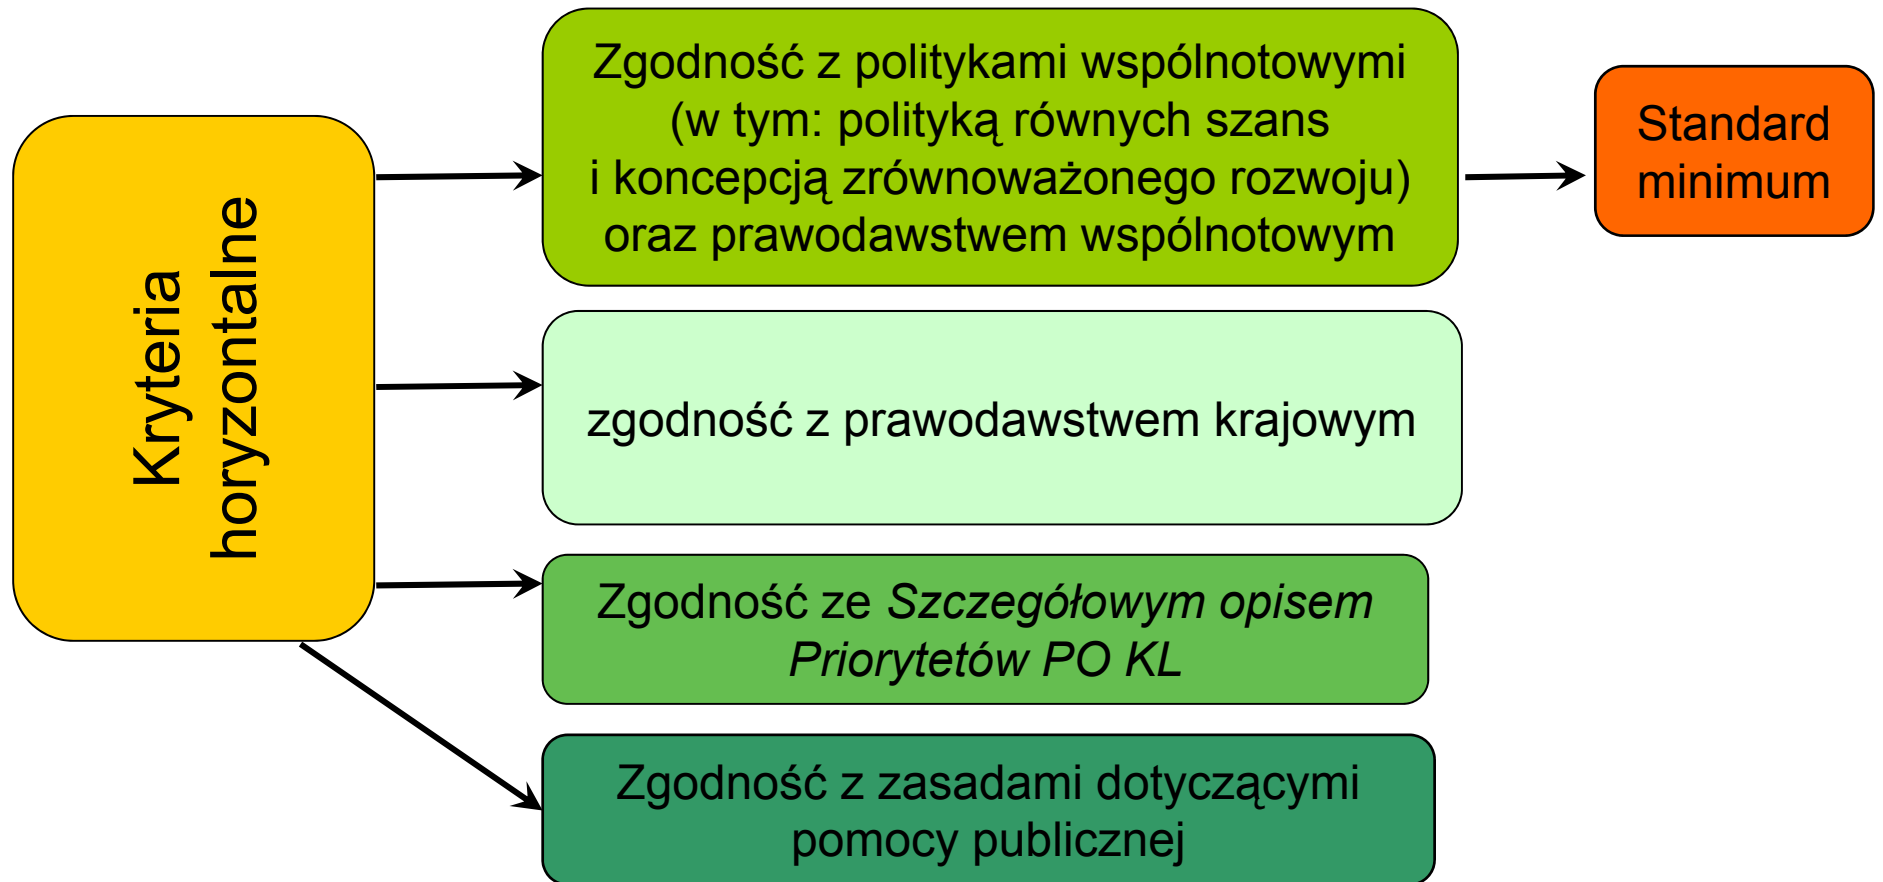 Kryteria
horyzontalne
Zgodność z politykami wspólnotowymi
(w tym: polityką równych szans
i koncepcją zrównoważonego rozwoju)
oraz prawodawstwem wspólnotowym
Standard
minimum
zgodność z prawodawstwem krajowym
Zgodność ze Szczegółowym opisem
Priorytetów PO KL
Zgodność z zasadami dotyczącymi
pomocy publicznej